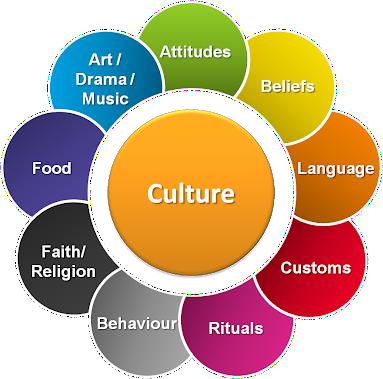 Attitudes
Beliefs
Language
Customs
Rituals
Behaviour
Faith/
Religion
Food
Art /
Drama /
Music
Culture